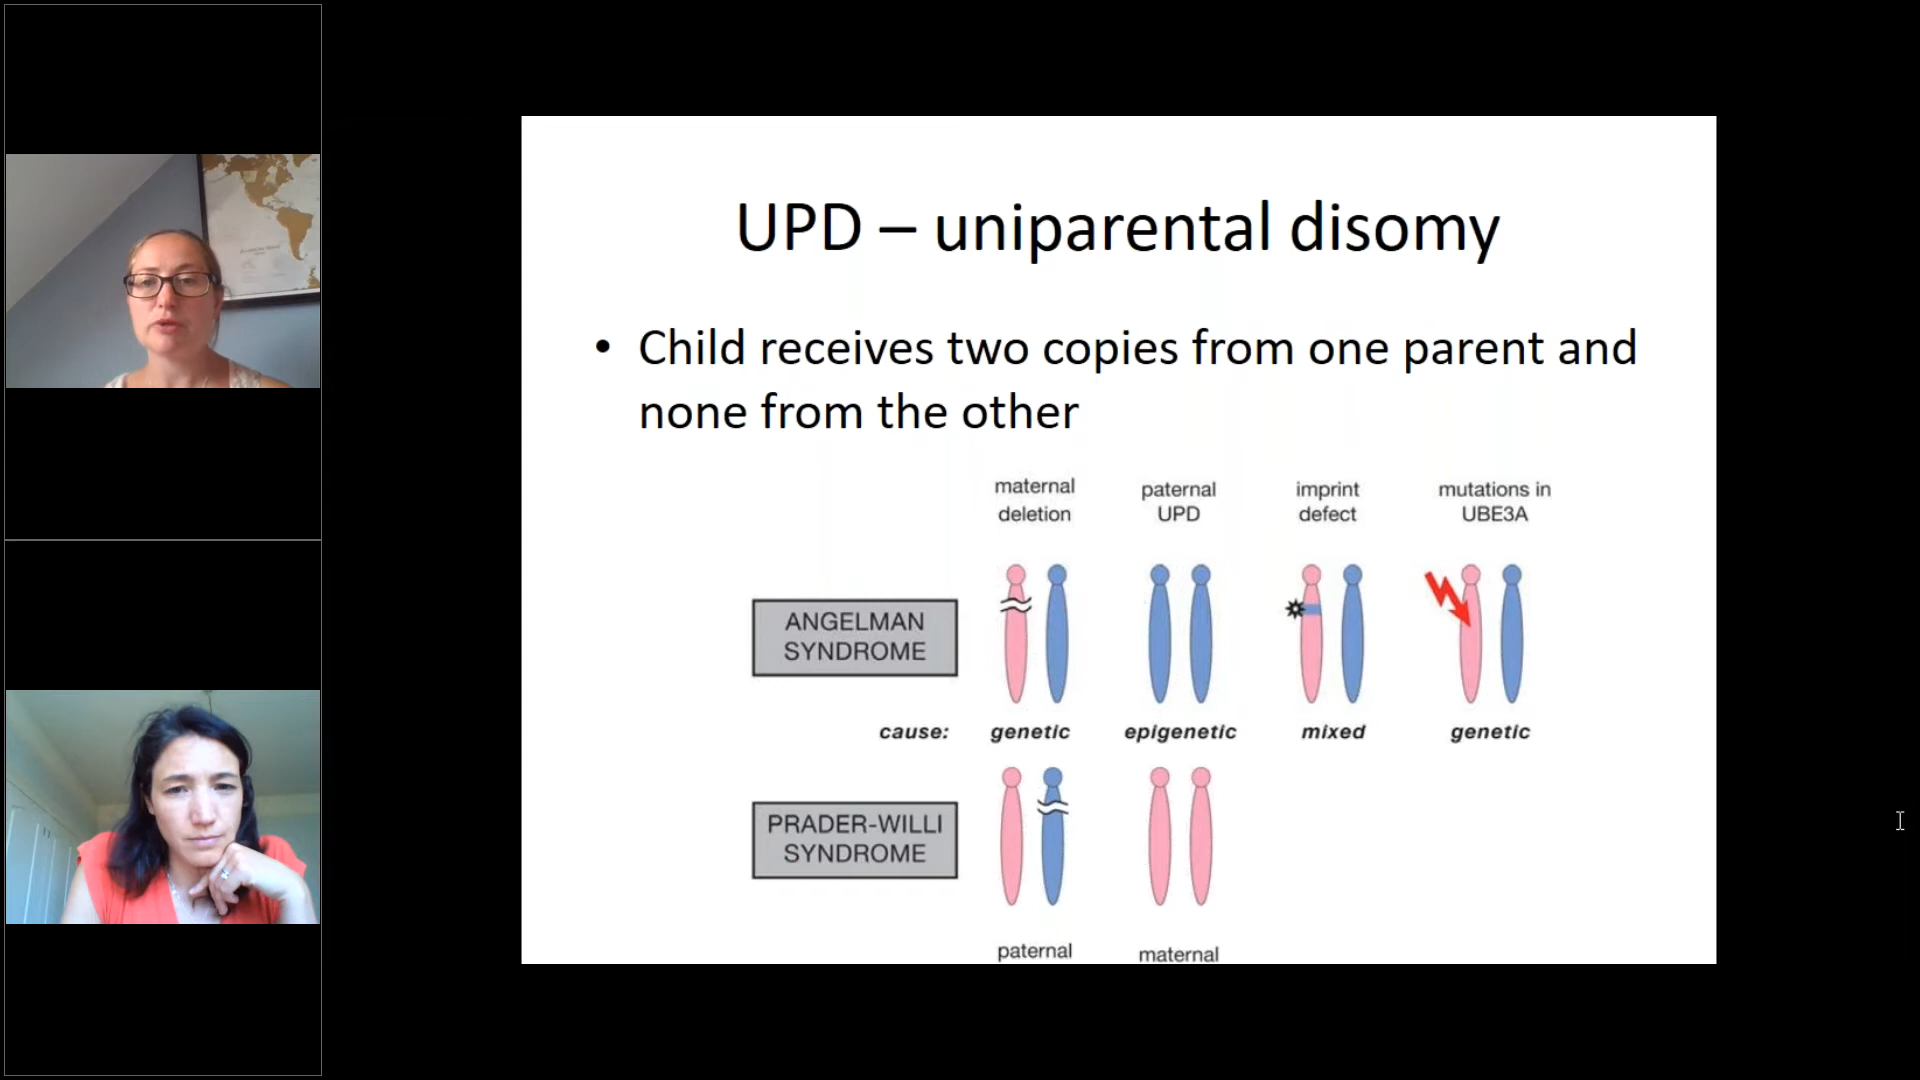 UPD – uniparental disomy
• Child receives two copies from one parent and
none from the other
maternal
deletion
paternal
UPD
imprint
defect
mutations in
UBE3A
ANGELMAN
SYNDROME
cause: genetic epigenetic mixed genetic
PRADER-WILLI
SYNDROME
paternal
maternal